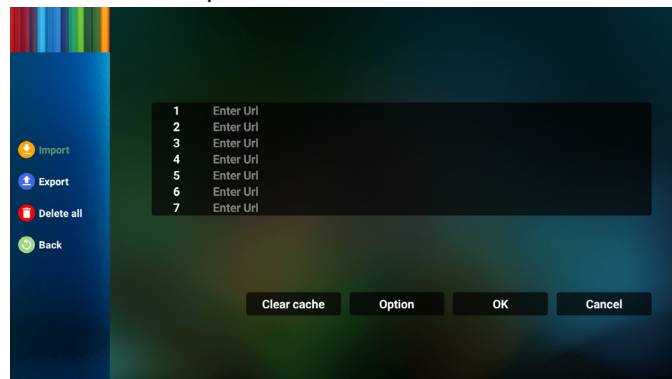 Import
Export
Delete all
Back
1 Enter Url
2 Enter Url
3 Enter Url
4 Enter Url
5 Enter Url
6 Enter Url
7 Enter Url
Clear cache Option OK Cancel